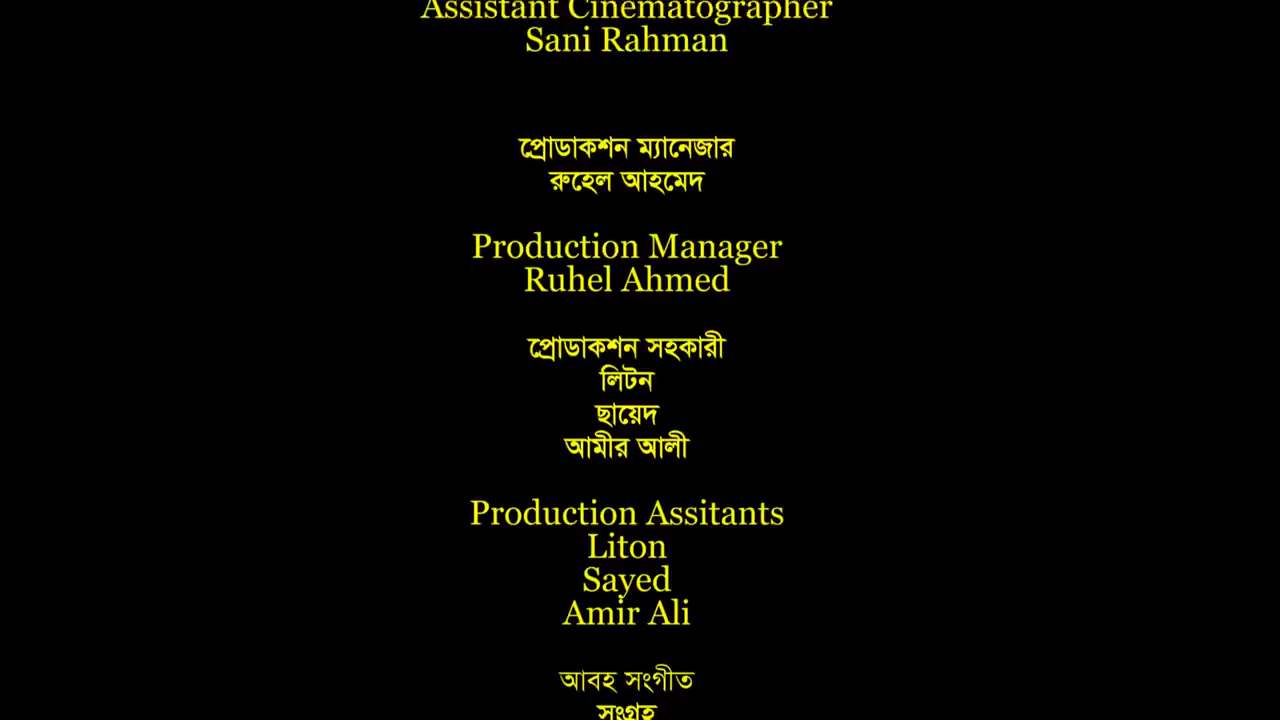 Assistant Cinematographer
Sani Rahman
প্রোডাকশন ম্যানেজার
রুহেল আহমেদ
Production Manager
Ruhel Ahmed
প্রোডাকশন সহকারী
লিটন
ছায়েদ
আমীর আলী
Production Assitants
Liton
Sayed
Amir Ali
আবহ সংগীত
সংগ্রহ